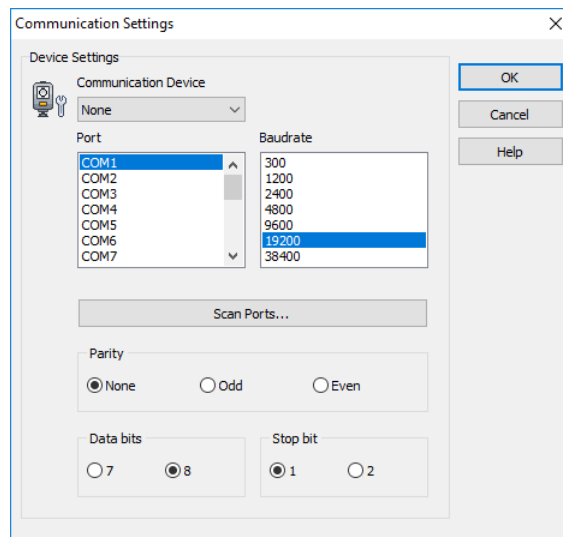 Communication Settings
Device Settings
Communication Device
None
Port
COM1
COM2
COM3
COM4
COM5
COM6
COM7
Baudrate
300
1200
2400
4800
9600
19200
38400
Scan Ports...
Parity
None Odd Even
Data bits
7 8
Stop bit
1 2
OK
Cancel
Help